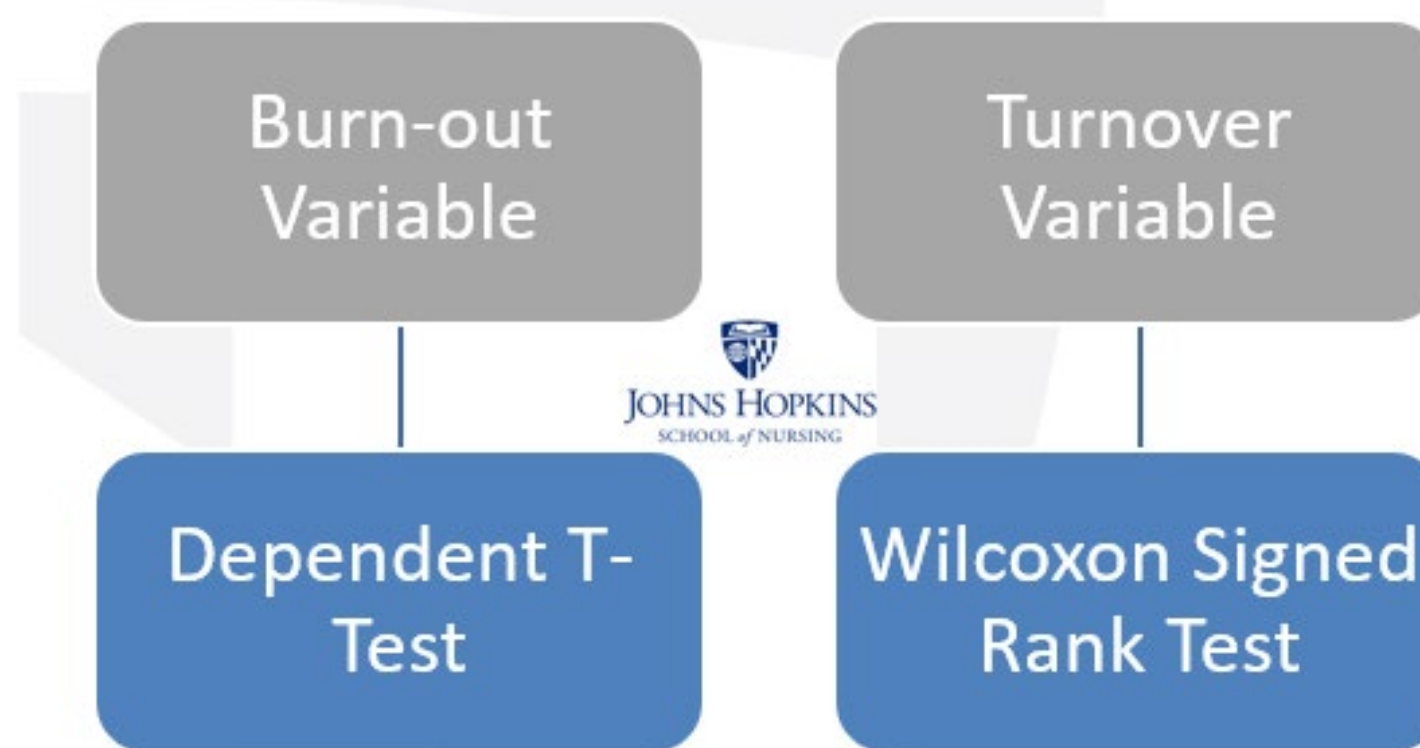 Burn-out
Variable
Turnover
Variable
JOHNS HOPKINS
SCHOOL of NURSING
Dependent T-
Test
Wilcoxon Signed
Rank Test